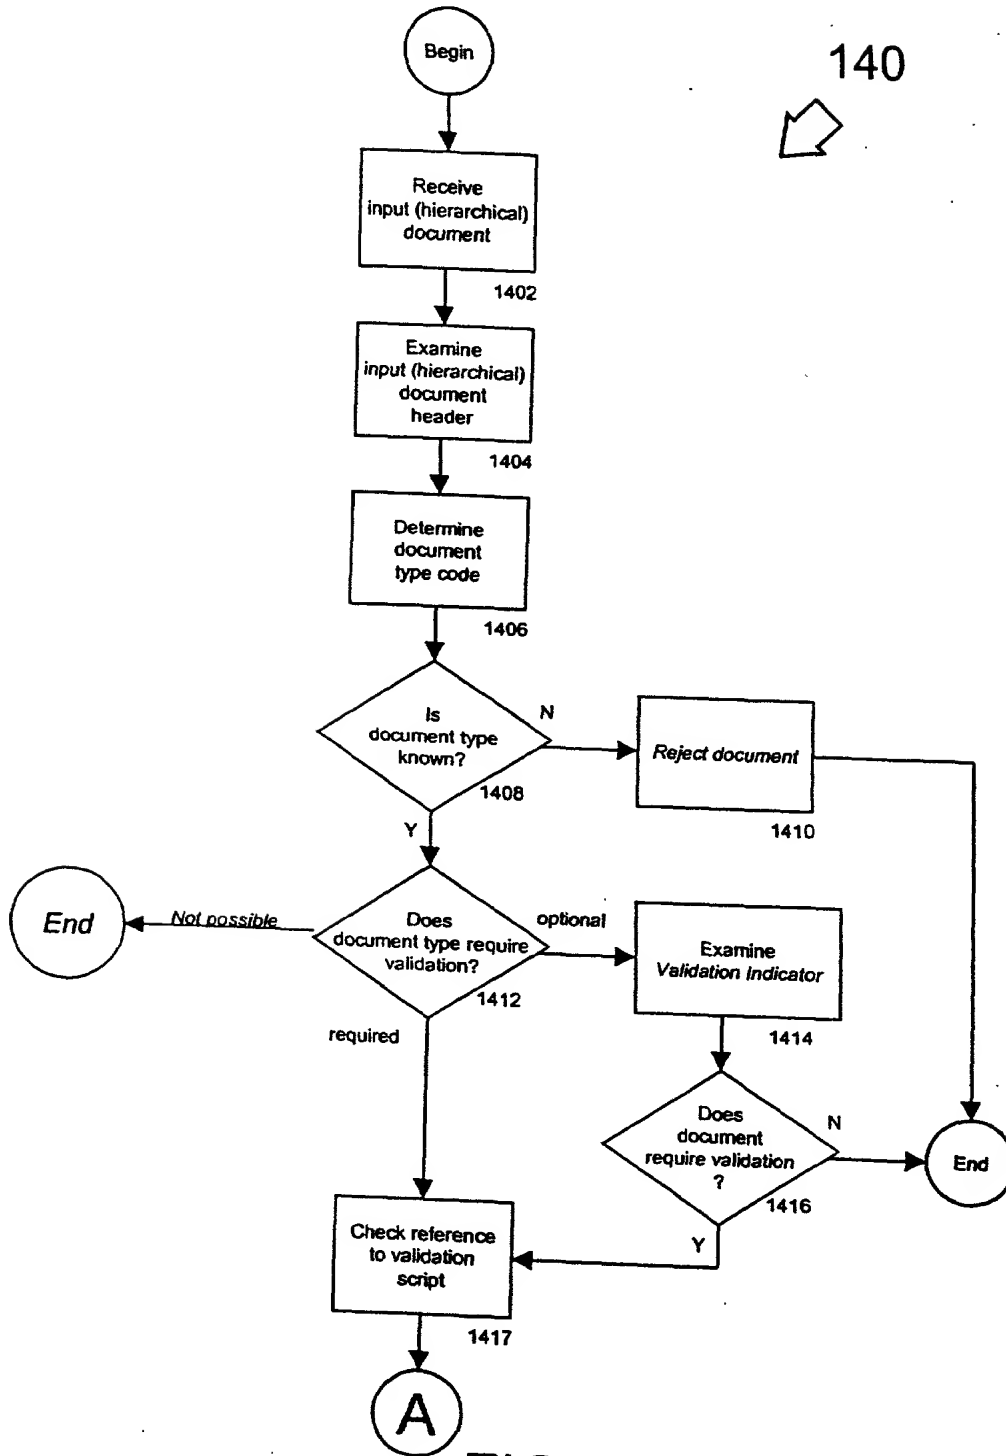 Begin
140
Receive
input (hierarchical)
document
1402
Examine
input (hierarchical)
document
header
1404
Determine
document
type code
1406
Is
document type
known?
1408
N
Reject document
1410
Y
End
Not possible
Does
document type require
validation?
1412
optional
Examine
Validation Indicator
1414
required
Does
document
require validation
?
1416
N
End
Y
Check reference
to validation
script
1417
A